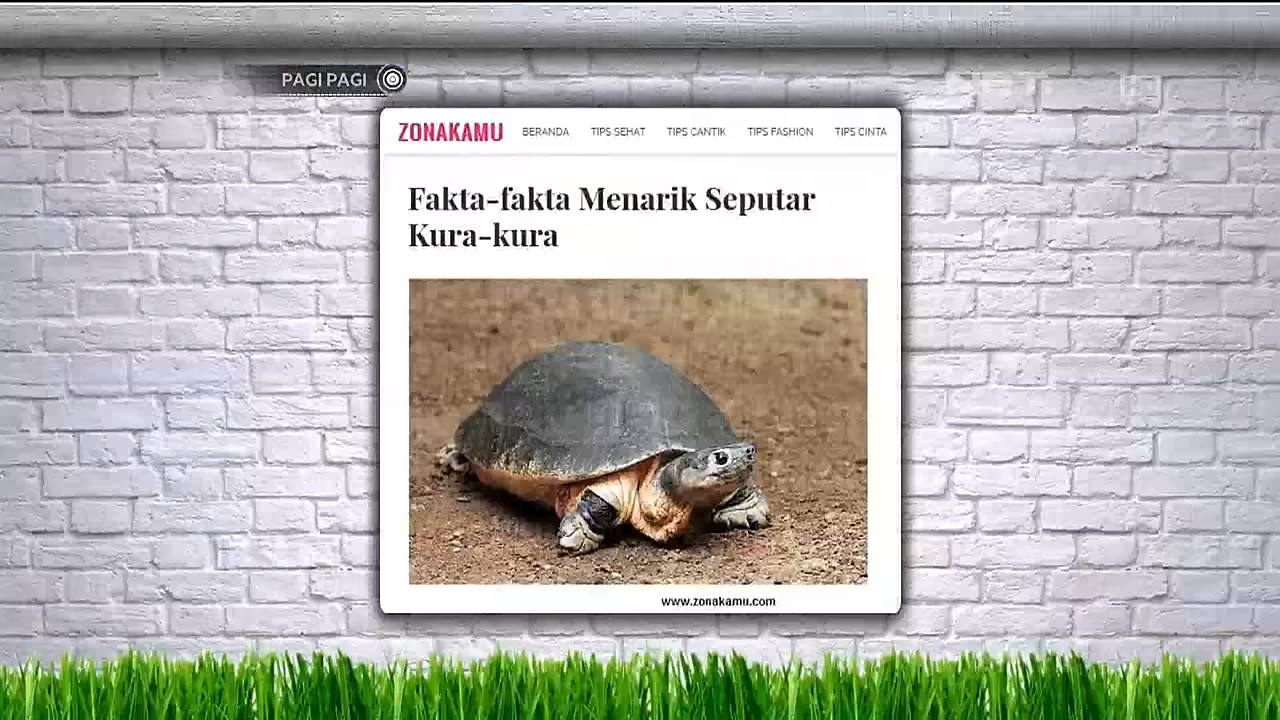 PAGI PAGI
ZONAKAMU BERANDA TIPS SEHAT TIPS CANTIK TIPS FASHION TIPS CINTA
Fakta-fakta Menarik Seputar
Kura-kura
www.zonakamu.com